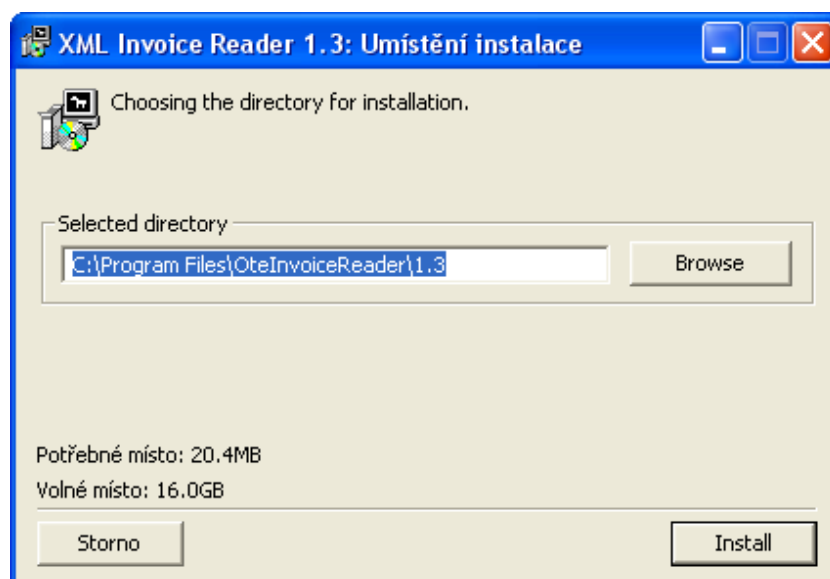 XML Invoice Reader 1.3: Umístění instalace
Choosing the directory for installation.
Selected directory
C:\Program Files\OteInvoiceReader\1.3
Browse
Potřebné místo: 20.4MB
Volné místo: 16.0GB
Storno
Install